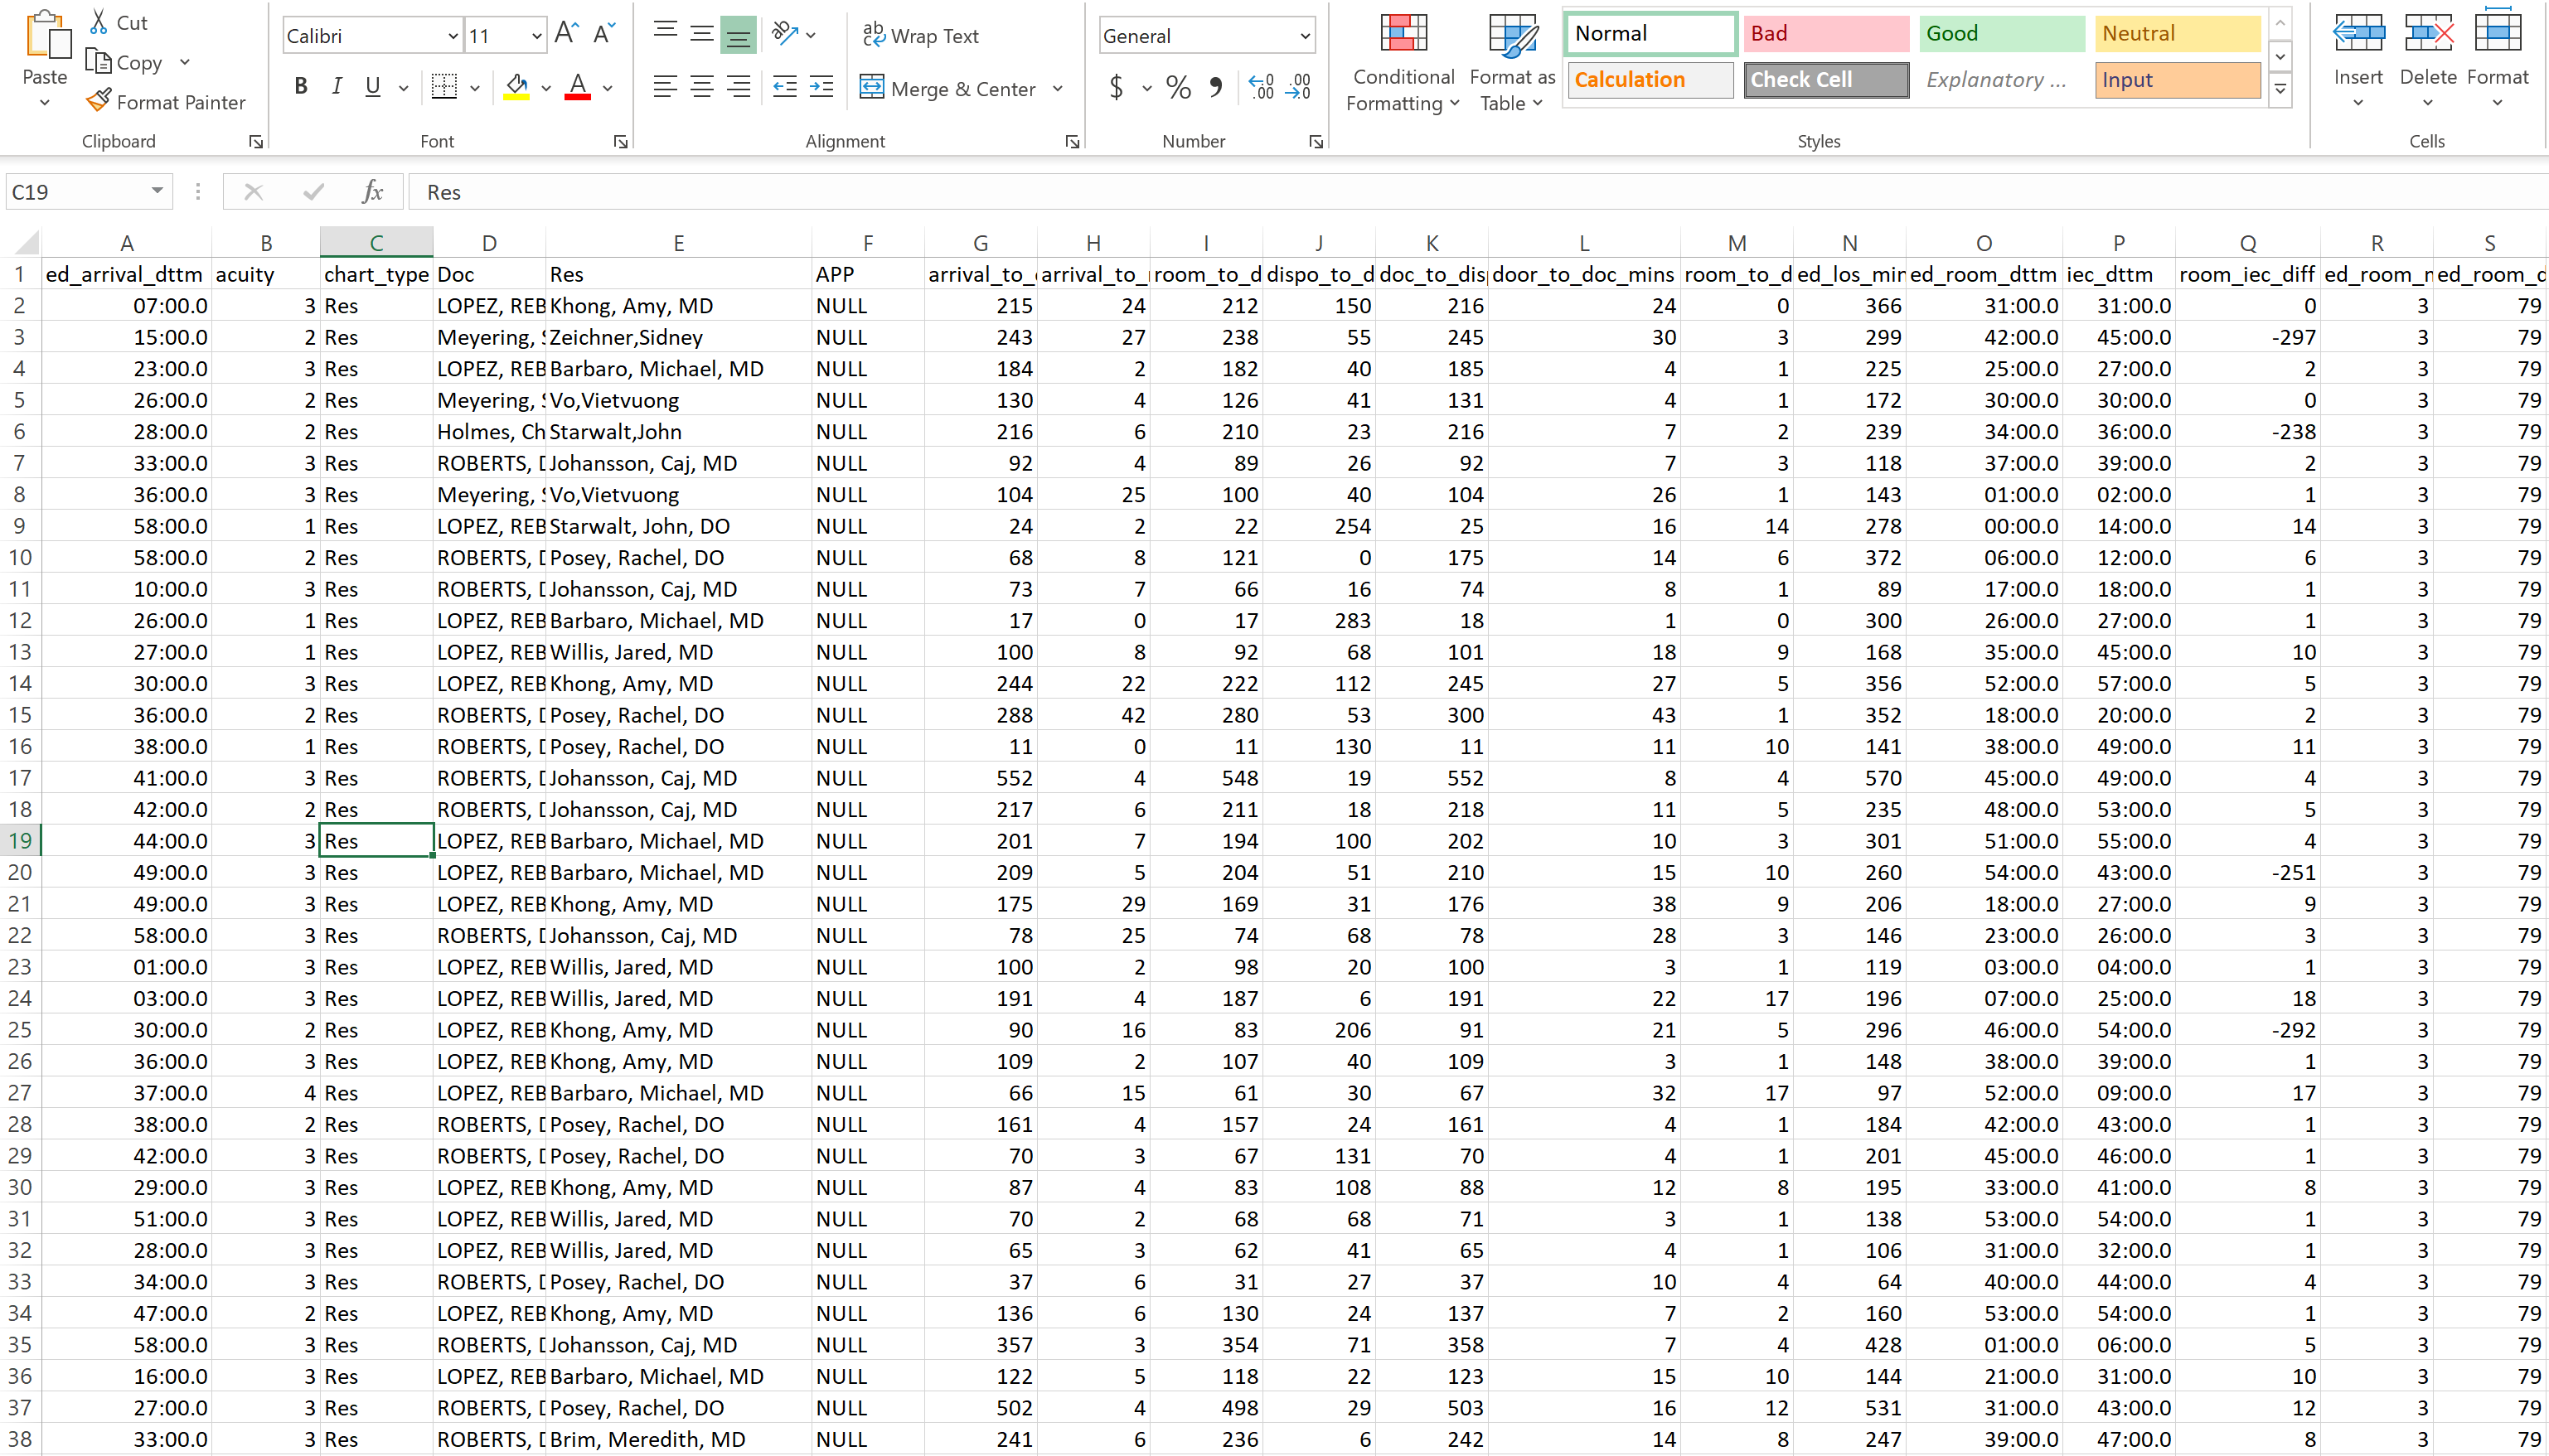 Paste
Cut
Copy
Format Painter
Clipboard
Calibri 11 A A
B I U A
Font
ab Wrap Text
Merge & Center
Alignment
General
$ % 9 .00 .00
Number
Conditional Formatting
Format as Table
Normal Bad Good Neutral
Calculation Check Cell Explanatory ... Input
Styles
Insert Delete Format
Cells
C19 fx Res
A B C D E F G H I J K L M N O P Q R S
1 ed_arrival_dttm acuity chart_type Doc Res APP arrival_to_ arrival_to_ room_to_d dispo_to_d doc_to_disp door_to_doc_mins room_to_d ed_los_min ed_room_dttm iec_dttm room_iec_diff ed_room_ ed_room_d
2 07:00.0 3 Res LOPEZ, REB Khong, Amy, MD NULL 215 24 212 150 216 24 0 366 31:00.0 31:00.0 0 3 79
3 15:00.0 2 Res Meyering, Zeichner,Sidney NULL 243 27 238 55 245 30 3 299 42:00.0 45:00.0 -297 3 79
4 23:00.0 3 Res LOPEZ, REB Barbaro, Michael, MD NULL 184 2 182 40 185 4 1 225 25:00.0 27:00.0 2 3 79
5 26:00.0 2 Res Meyering, Vo,Vietvuong NULL 130 4 126 41 131 4 1 172 30:00.0 30:00.0 0 3 79
6 28:00.0 2 Res Holmes, Ch Starwalt,John NULL 216 6 210 23 216 7 2 239 34:00.0 36:00.0 -238 3 79
7 33:00.0 3 Res ROBERTS, Johansson, Caj, MD NULL 92 4 89 26 92 7 3 118 37:00.0 39:00.0 2 3 79
8 36:00.0 3 Res Meyering, Vo,Vietvuong NULL 104 25 100 40 104 26 1 143 01:00.0 02:00.0 1 3 79
9 58:00.0 1 Res LOPEZ, REB Starwalt, John, DO NULL 24 2 22 254 25 16 14 278 00:00.0 14:00.0 14 3 79
10 58:00.0 2 Res ROBERTS, Posey, Rachel, DO NULL 68 8 121 0 175 14 6 372 06:00.0 12:00.0 6 3 79
11 10:00.0 3 Res ROBERTS, Johansson, Caj, MD NULL 73 7 66 16 74 8 1 89 17:00.0 18:00.0 1 3 79
12 26:00.0 1 Res LOPEZ, REB Barbaro, Michael, MD NULL 17 0 17 283 18 1 0 300 26:00.0 27:00.0 1 3 79
13 27:00.0 1 Res LOPEZ, REB Willis, Jared, MD NULL 100 8 92 68 101 18 9 168 35:00.0 45:00.0 10 3 79
14 30:00.0 3 Res LOPEZ, REB Khong, Amy, MD NULL 244 22 222 112 245 27 5 356 52:00.0 57:00.0 5 3 79
15 36:00.0 2 Res ROBERTS, Posey, Rachel, DO NULL 288 42 280 53 300 43 1 352 18:00.0 20:00.0 2 3 79
16 38:00.0 1 Res ROBERTS, Posey, Rachel, DO NULL 11 0 11 130 11 11 10 141 38:00.0 49:00.0 11 3 79
17 41:00.0 3 Res ROBERTS, Johansson, Caj, MD NULL 552 4 548 19 552 8 4 570 45:00.0 49:00.0 4 3 79
18 42:00.0 2 Res ROBERTS, Johansson, Caj, MD NULL 217 6 211 18 218 11 5 235 48:00.0 53:00.0 5 3 79
19 44:00.0 3 Res LOPEZ, REB Barbaro, Michael, MD NULL 201 7 194 100 202 10 3 301 51:00.0 55:00.0 4 3 79
20 49:00.0 3 Res LOPEZ, REB Barbaro, Michael, MD NULL 209 5 204 51 210 15 10 260 54:00.0 43:00.0 -251 3 79
21 49:00.0 3 Res LOPEZ, REB Khong, Amy, MD NULL 175 29 169 31 176 38 9 206 18:00.0 27:00.0 9 3 79
22 58:00.0 3 Res ROBERTS, Johansson, Caj, MD NULL 78 25 74 68 78 28 3 146 23:00.0 26:00.0 3 3 79
23 01:00.0 3 Res LOPEZ, REB Willis, Jared, MD NULL 100 2 98 20 100 3 1 119 03:00.0 04:00.0 1 3 79
24 03:00.0 3 Res LOPEZ, REB Willis, Jared, MD NULL 191 4 187 6 191 22 17 196 07:00.0 25:00.0 18 3 79
25 30:00.0 2 Res LOPEZ, REB Khong, Amy, MD NULL 90 16 83 206 91 21 5 296 46:00.0 54:00.0 -292 3 79
26 36:00.0 3 Res LOPEZ, REB Khong, Amy, MD NULL 109 2 107 40 109 3 1 148 38:00.0 39:00.0 1 3 79
27 37:00.0 4 Res LOPEZ, REB Barbaro, Michael, MD NULL 66 15 61 30 67 32 17 97 52:00.0 09:00.0 17 3 79
28 38:00.0 2 Res ROBERTS, Posey, Rachel, DO NULL 161 4 157 24 161 4 1 184 42:00.0 43:00.0 1 3 79
29 42:00.0 3 Res ROBERTS, Posey, Rachel, DO NULL 70 3 67 131 70 4 1 201 45:00.0 46:00.0 1 3 79
30 29:00.0 3 Res LOPEZ, REB Khong, Amy, MD NULL 87 4 83 108 88 12 8 195 33:00.0 41:00.0 8 3 79
31 51:00.0 3 Res LOPEZ, REB Willis, Jared, MD NULL 70 2 68 68 71 3 1 138 53:00.0 54:00.0 1 3 79
32 28:00.0 3 Res LOPEZ, REB Willis, Jared, MD NULL 65 3 62 41 65 4 1 106 31:00.0 32:00.0 1 3 79
33 34:00.0 3 Res ROBERTS, Posey, Rachel, DO NULL 37 6 31 27 37 10 4 64 40:00.0 44:00.0 4 3 79
34 47:00.0 2 Res LOPEZ, REB Khong, Amy, MD NULL 136 6 130 24 137 7 2 160 53:00.0 54:00.0 1 3 79
35 58:00.0 3 Res ROBERTS, Johansson, Caj, MD NULL 357 3 354 71 358 7 4 428 01:00.0 06:00.0 5 3 79
36 16:00.0 3 Res LOPEZ, REB Barbaro, Michael, MD NULL 122 5 118 22 123 15 10 144 21:00.0 31:00.0 10 3 79
37 27:00.0 3 Res ROBERTS, Posey, Rachel, DO NULL 502 4 498 29 503 16 12 531 31:00.0 43:00.0 12 3 79
38 33:00.0 3 Res ROBERTS, Brim, Meredith, MD NULL 241 6 236 6 242 14 8 247 39:00.0 47:00.0 8 3 79